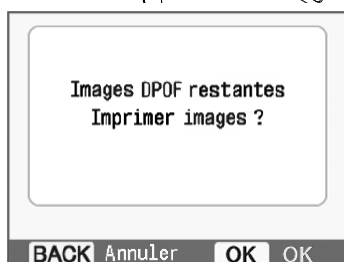 Images DPOF restantes
Imprimer images ?
BACK Annuler OK OK